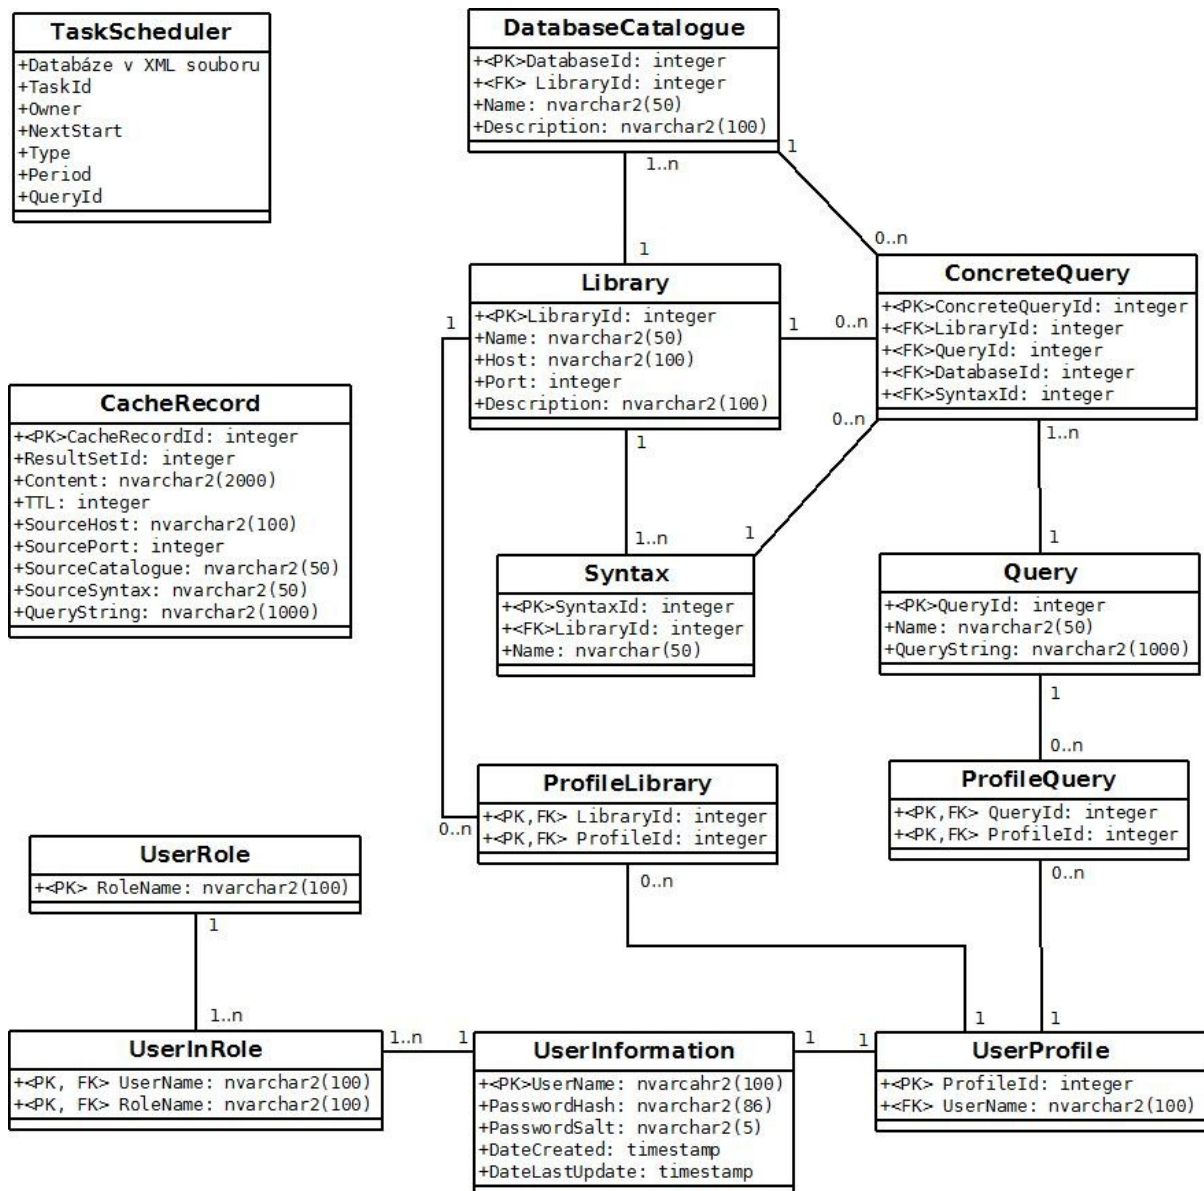 TaskScheduler
+Databáze v XML souboru
+TaskId
+Owner
+NextStart
+Type
+Period
+QueryId
DatabaseCatalogue
+<PK>DatabaseId: integer
+<FK> LibraryId: integer
+Name: nvarchar2(50)
+Description: nvarchar2(100)
1..n
1
1
0..n
Library
+<PK>LibraryId: integer
+Name: nvarchar2(50)
+Host: nvarchar2(100)
+Port: integer
+Description: nvarchar2(100)
1
1
0..n
1
ConcreteQuery
+<PK>ConcreteQueryId: integer
+<FK>LibraryId: integer
+<FK>QueryId: integer
+<FK>DatabaseId: integer
+<FK>SyntaxId: integer
0..n
1..n
CacheRecord
+<PK>CacheRecordId: integer
+ResultSetId: integer
+Content: nvarchar2(2000)
+TTL: integer
+SourceHost: nvarchar2(100)
+SourcePort: integer
+SourceCatalogue: nvarchar2(50)
+SourceSyntax: nvarchar2(50)
+QueryString: nvarchar2(1000)
1..n
1
1
Syntax
+<PK>SyntaxId: integer
+<FK>LibraryId: integer
+Name: nvarchar(50)
Query
+<PK>QueryId: integer
+Name: nvarchar2(50)
+QueryString: nvarchar2(1000)
1
0..n
ProfileLibrary
+<PK,FK> LibraryId: integer
+<PK,FK> ProfileId: integer
0..n
0..n
ProfileQuery
+<PK,FK> QueryId: integer
+<PK,FK> ProfileId: integer
0..n
UserRole
+<PK> RoleName: nvarchar2(100)
1
1..n
UserInRole
+<PK, FK> UserName: nvarchar2(100)
+<PK, FK> RoleName: nvarchar2(100)
1..n
1
UserInformation
+<PK>UserName: nvarcahr2(100)
+PasswordHash: nvarchar2(86)
+PasswordSalt: nvarchar2(5)
+DateCreated: timestamp
+DateLastUpdate: timestamp
1
1
1
1
UserProfile
+<PK> ProfileId: integer
+<FK> UserName: nvarchar2(100)